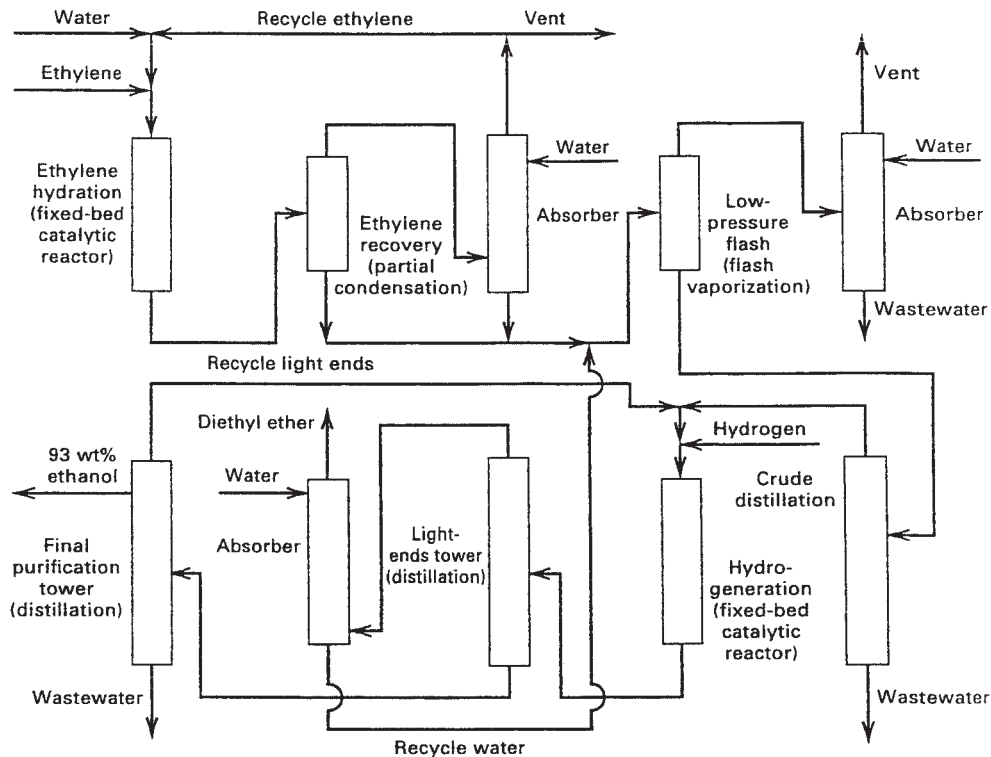 Water
Recycle ethylene
Vent
Ethylene
Vent
Ethylene
hydration
(fixed-bed
catalytic
reactor)
Water
Water
Ethylene
recovery
(partial
condensation)
Absorber
Low-
pressure
flash
(flash
vaporization)
Absorber
Wastewater
Recycle light ends
Diethyl ether
Hydrogen
93 wt%
ethanol
Water
Crude
distillation
Final
purification
tower
(distillation)
Absorber
Light-
ends tower
(distillation)
Hydro-
generation
(fixed-bed
catalytic
reactor)
Wastewater
Wastewater
Recycle water